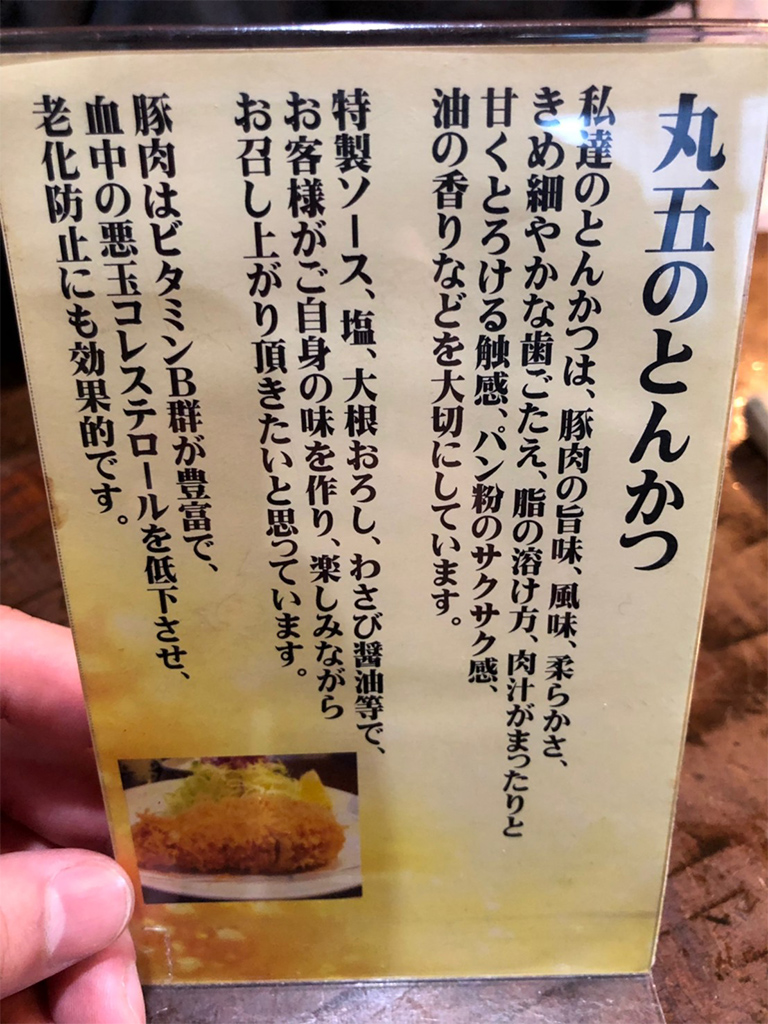 丸五のとんかつ
私達のとんかつは、豚肉の旨味、風味、柔らかさ、
きめ細やかな歯ごたえ、脂の溶け方、肉汁がまったりと
甘くとろける触感、パン粉のサクサク感、
油の香りなどを大切にしています。
特製ソース、塩、大根おろし、わさび醤油等で、
お客様がご自身の味を作り、楽しみながら
お召し上がり頂きたいと思っています。
豚肉はビタミンB群が豊富で、
血中の悪玉コレステロールを低下させ、
老化防止にも効果的です。